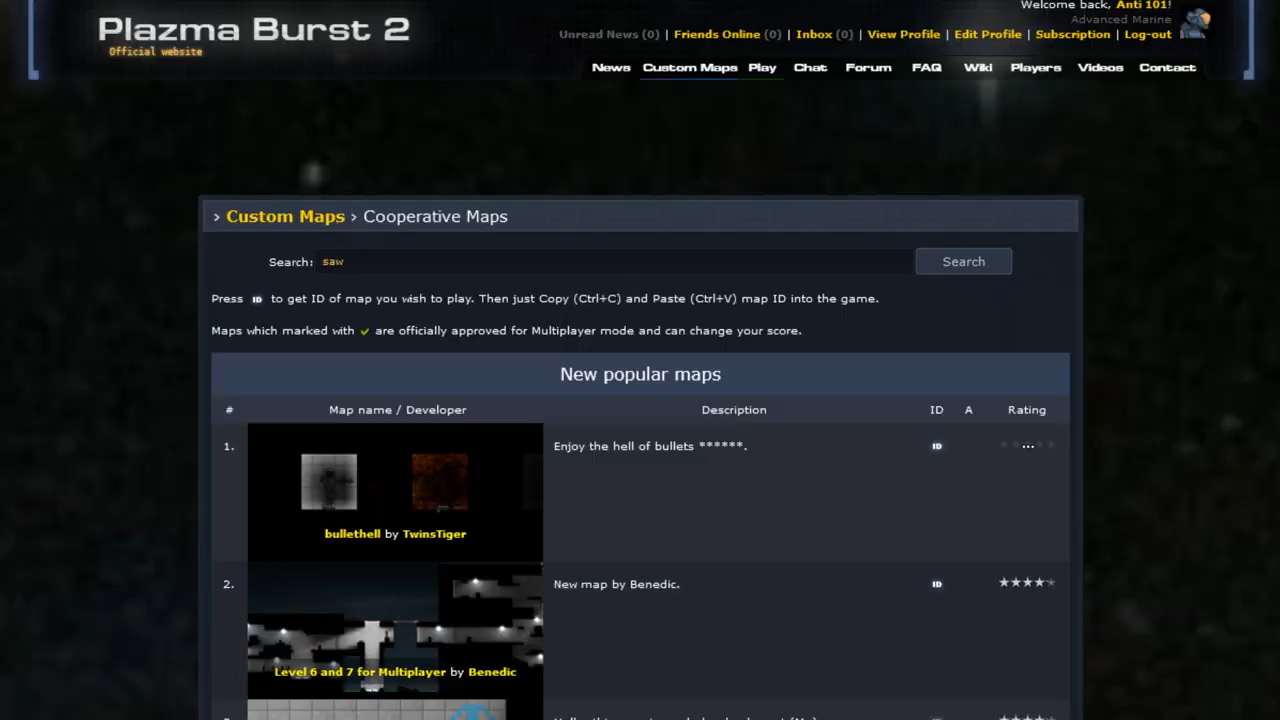 Welcome back, Anti 101!
Plazma Burst 2
Advanced Marine
Official website
Unread News (0) | Friends Online (0) | Inbox (0) | View Profile | Edit Profile | Subscription | Log-out
News Custom Maps Play Chat Forum FAQ Wiki Players Videos Contact
› Custom Maps › Cooperative Maps
Search: saw Search
Press ID to get ID of map you wish to play. Then just Copy (Ctrl+C) and Paste (Ctrl+V) map ID into the game.
Maps which marked with ✓ are officially approved for Multiplayer mode and can change your score.
New popular maps
# Map name / Developer Description ID A Rating
1. Enjoy the hell of bullets ******. ID ...
bullethell by TwinsTiger
2. New map by Benedic. ID
Level 6 and 7 for Multiplayer by Benedic